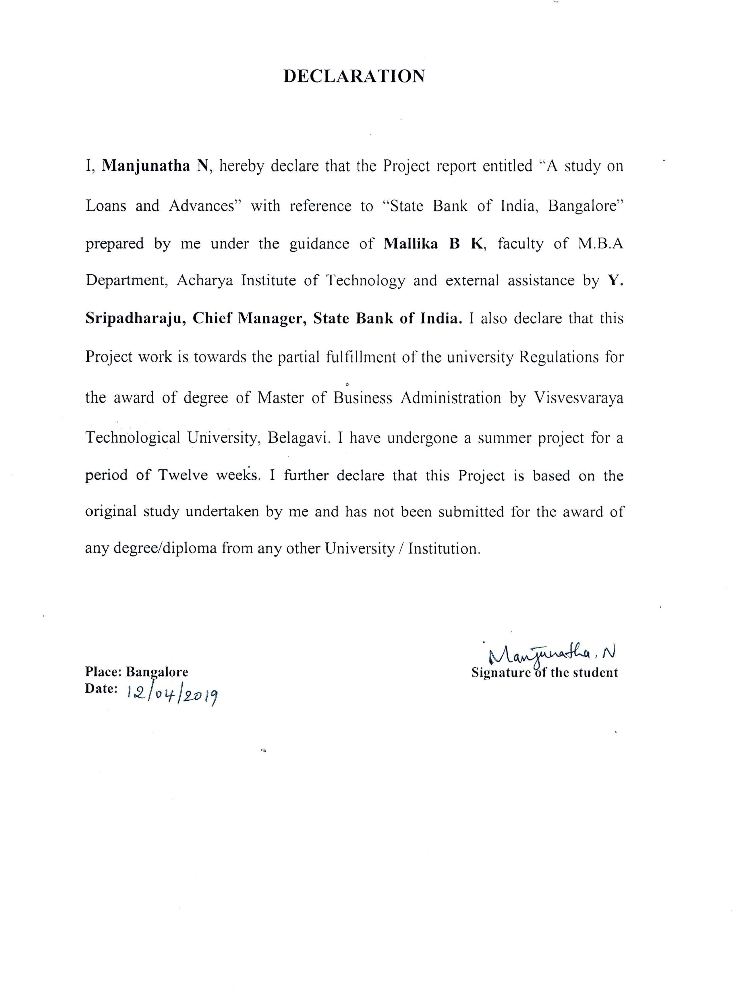 DECLARATION
I, Manjunatha N, hereby declare that the Project report entitled “A study on
Loans and Advances” with reference to “State Bank of India, Bangalore”
prepared by me under the guidance of Mallika B K, faculty of M.B.A
Department, Acharya Institute of Technology and external assistance by Y.
Sripadharaju, Chief Manager, State Bank of India. I also declare that this
Project work is towards the partial fulfillment of the university Regulations for
the award of degree of Master of Business Administration by Visvesvaraya
Technological University, Belagavi. I have undergone a summer project for a
period of Twelve weeks. I further declare that this Project is based on the
original study undertaken by me and has not been submitted for the award of
any degree/diploma from any other University / Institution.
Manjunatha, N
Place: Bangalore Signature of the student
Date: 12/04/2019